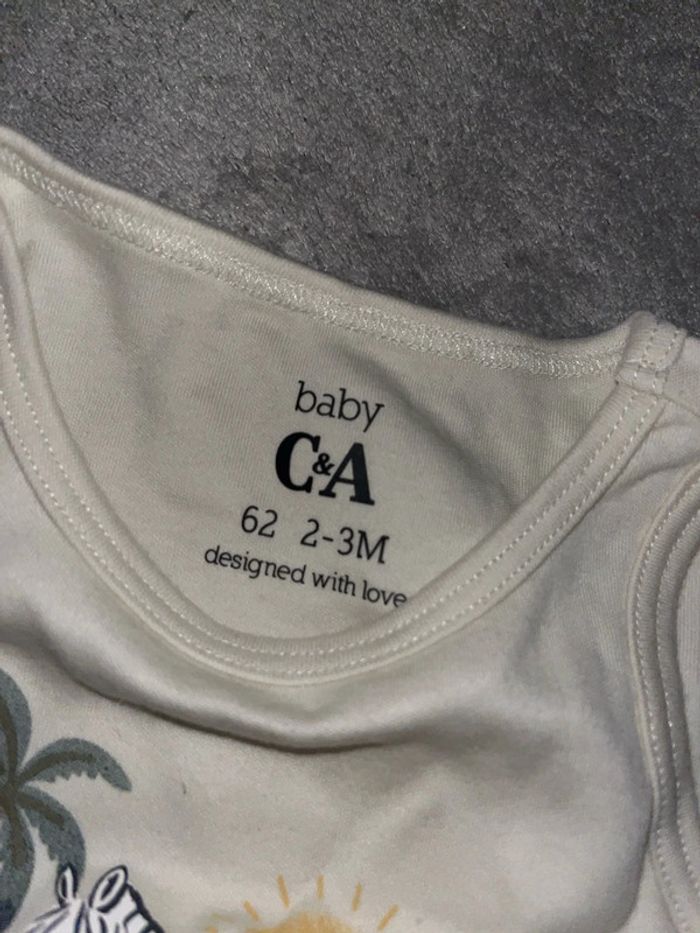 baby
C&A
62 2-3M
designed with love